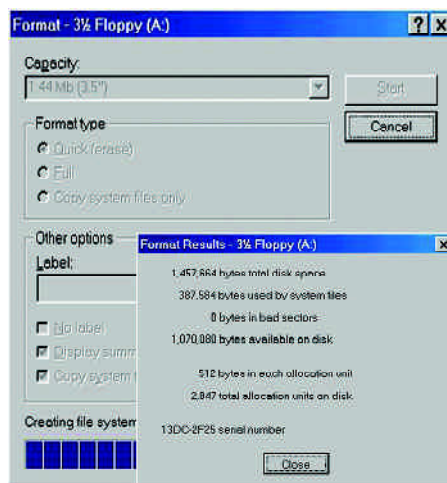 Format - 3½ Floppy (A:)
Capacity:
1.44 Mb (3.5")
Start
Cancel
Format type
Quick (erase)
Full
Copy system files only
Other options
Label:
No label
Display summ
Copy system
Creating file system
Format Results - 3½ Floppy (A:)
1,457,664 bytes total disk space
387,584 bytes used by system files
0 bytes in bad sectors
1,070,080 bytes available on disk
512 bytes in each allocation unit
2,847 total allocation units on disk
13DC-2F25 serial number
Close